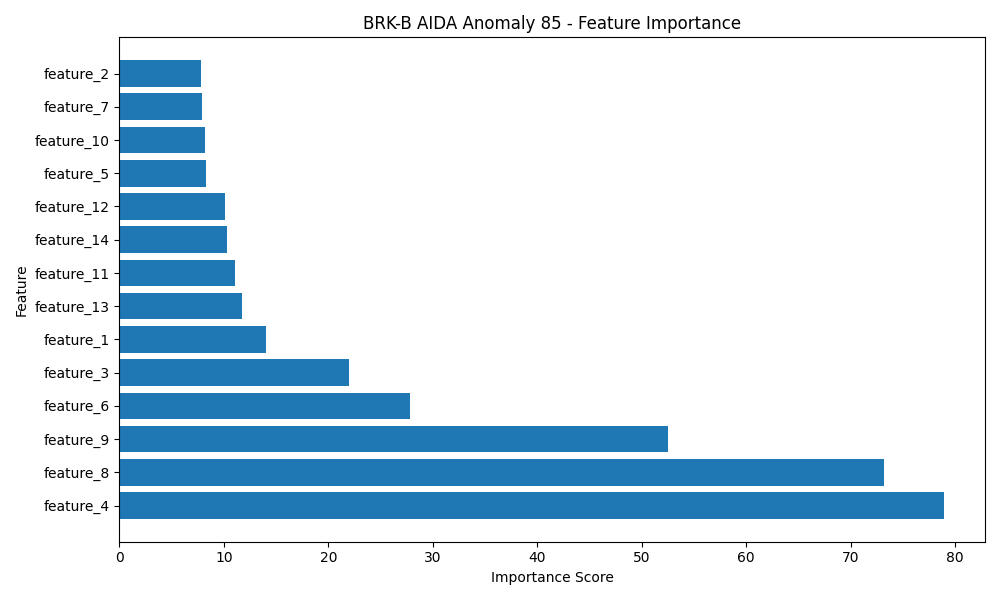 BRK-B AIDA Anomaly 85 - Feature Importance
feature_2
feature_7
feature_10
feature_5
feature_12
feature_14
feature_11
feature_13
feature_1
feature_3
feature_6
feature_9
feature_8
feature_4
Feature
0 10 20 30 40 50 60 70 80
Importance Score